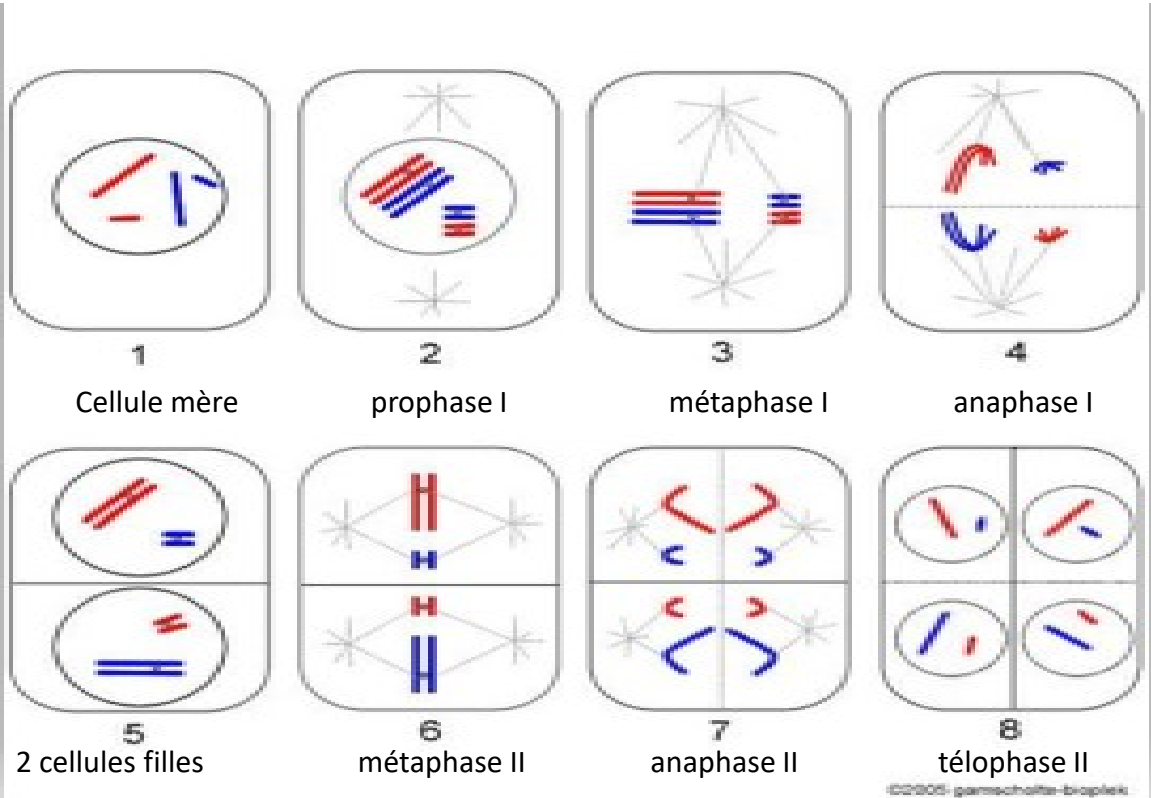 1 2 3 4
Cellule mère prophase I métaphase I anaphase I
5 6 7 8
2 cellules filles métaphase II anaphase II télophase II